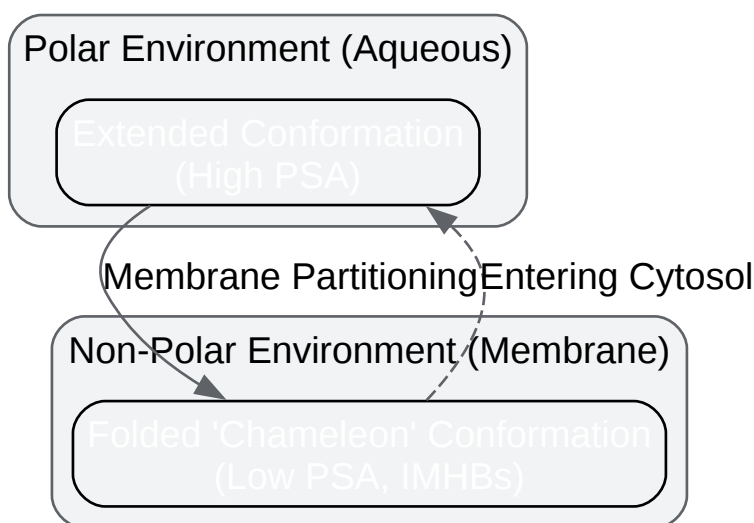 Polar Environment (Aqueous)
Extended Conformation
(High PSA)
Membrane Partitioning
Entering Cytosol
Non-Polar Environment (Membrane)
Folded 'Chameleon' Conformation
(Low PSA, IMHBs)